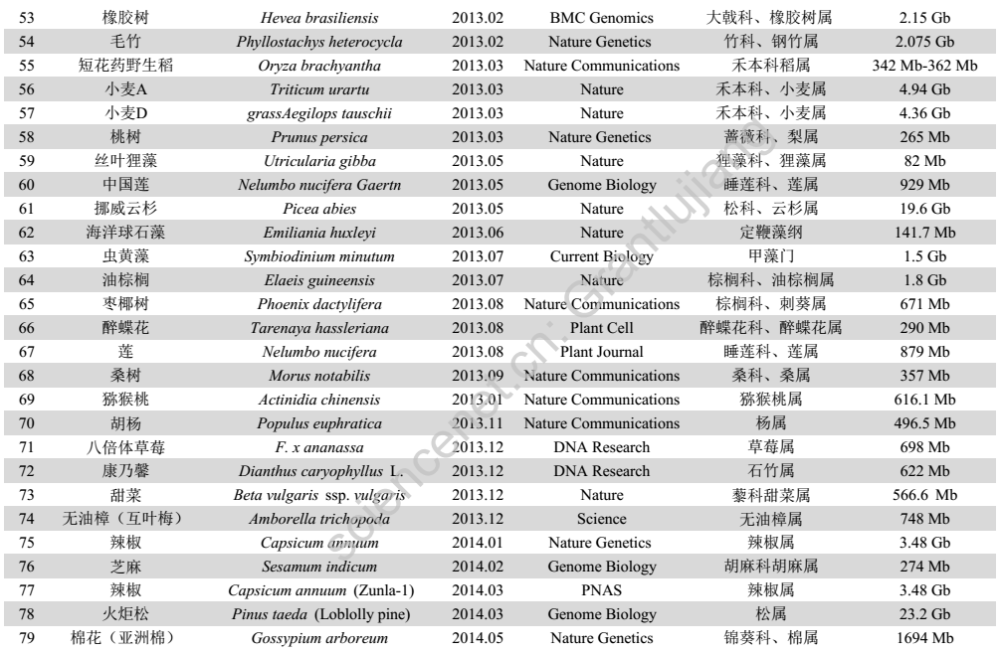 53 橡胶树 Hevea brasiliensis 2013.02 BMC Genomics 大戟科、橡胶树属 2.15 Gb
54 毛竹 Phyllostachys heterocycla 2013.02 Nature Genetics 竹科、钢竹属 2.075 Gb
55 短花药野生稻 Oryza brachyantha 2013.03 Nature Communications 禾本科稻属 342 Mb-362 Mb
56 小麦A Triticum urartu 2013.03 Nature 禾本科、小麦属 4.94 Gb
57 小麦D grassAegilops tauschii 2013.03 Nature 禾本科、小麦属 4.36 Gb
58 桃树 Prunus persica 2013.03 Nature Genetics 蔷薇科、梨属 265 Mb
59 丝叶狸藻 Utricularia gibba 2013.05 Nature 狸藻科、狸藻属 82 Mb
60 中国莲 Nelumbo nucifera Gaertn 2013.05 Genome Biology 睡莲科、莲属 929 Mb
61 挪威云杉 Picea abies 2013.05 Nature 松科、云杉属 19.6 Gb
62 海洋球石藻 Emiliania huxleyi 2013.06 Nature 定鞭藻纲 141.7 Mb
63 虫黄藻 Symbiodinium minutum 2013.07 Current Biology 甲藻门 1.5 Gb
64 油棕榈 Elaeis guineensis 2013.07 Nature 棕榈科、油棕榈属 1.8 Gb
65 枣椰树 Phoenix dactylifera 2013.08 Nature Communications 棕榈科、刺葵属 671 Mb
66 醉蝶花 Tarenaya hassleriana 2013.08 Plant Cell 醉蝶花科、醉蝶花属 290 Mb
67 莲 Nelumbo nucifera 2013.08 Plant Journal 睡莲科、莲属 879 Mb
68 桑树 Morus notabilis 2013.09 Nature Communications 桑科、桑属 357 Mb
69 猕猴桃 Actinidia chinensis 2013.01 Nature Communications 猕猴桃属 616.1 Mb
70 胡杨 Populus euphratica 2013.11 Nature Communications 杨属 496.5 Mb
71 八倍体草莓 F. x ananassa 2013.12 DNA Research 草莓属 698 Mb
72 康乃馨 Dianthus caryophyllus L. 2013.12 DNA Research 石竹属 622 Mb
73 甜菜 Beta vulgaris ssp. vulgaris 2013.12 Nature 藜科甜菜属 566.6 Mb
74 无油樟（互叶梅） Amborella trichopoda 2013.12 Science 无油樟属 748 Mb
75 辣椒 Capsicum annuum 2014.01 Nature Genetics 辣椒属 3.48 Gb
76 芝麻 Sesamum indicum 2014.02 Genome Biology 胡麻科胡麻属 274 Mb
77 辣椒 Capsicum annuum (Zunla-1) 2014.03 PNAS 辣椒属 3.48 Gb
78 火炬松 Pinus taeda (Loblolly pine) 2014.03 Genome Biology 松属 23.2 Gb
79 棉花（亚洲棉） Gossypium arboreum 2014.05 Nature Genetics 锦葵科、棉属 1694 Mb
sciencenet.cn: Grantlujiang